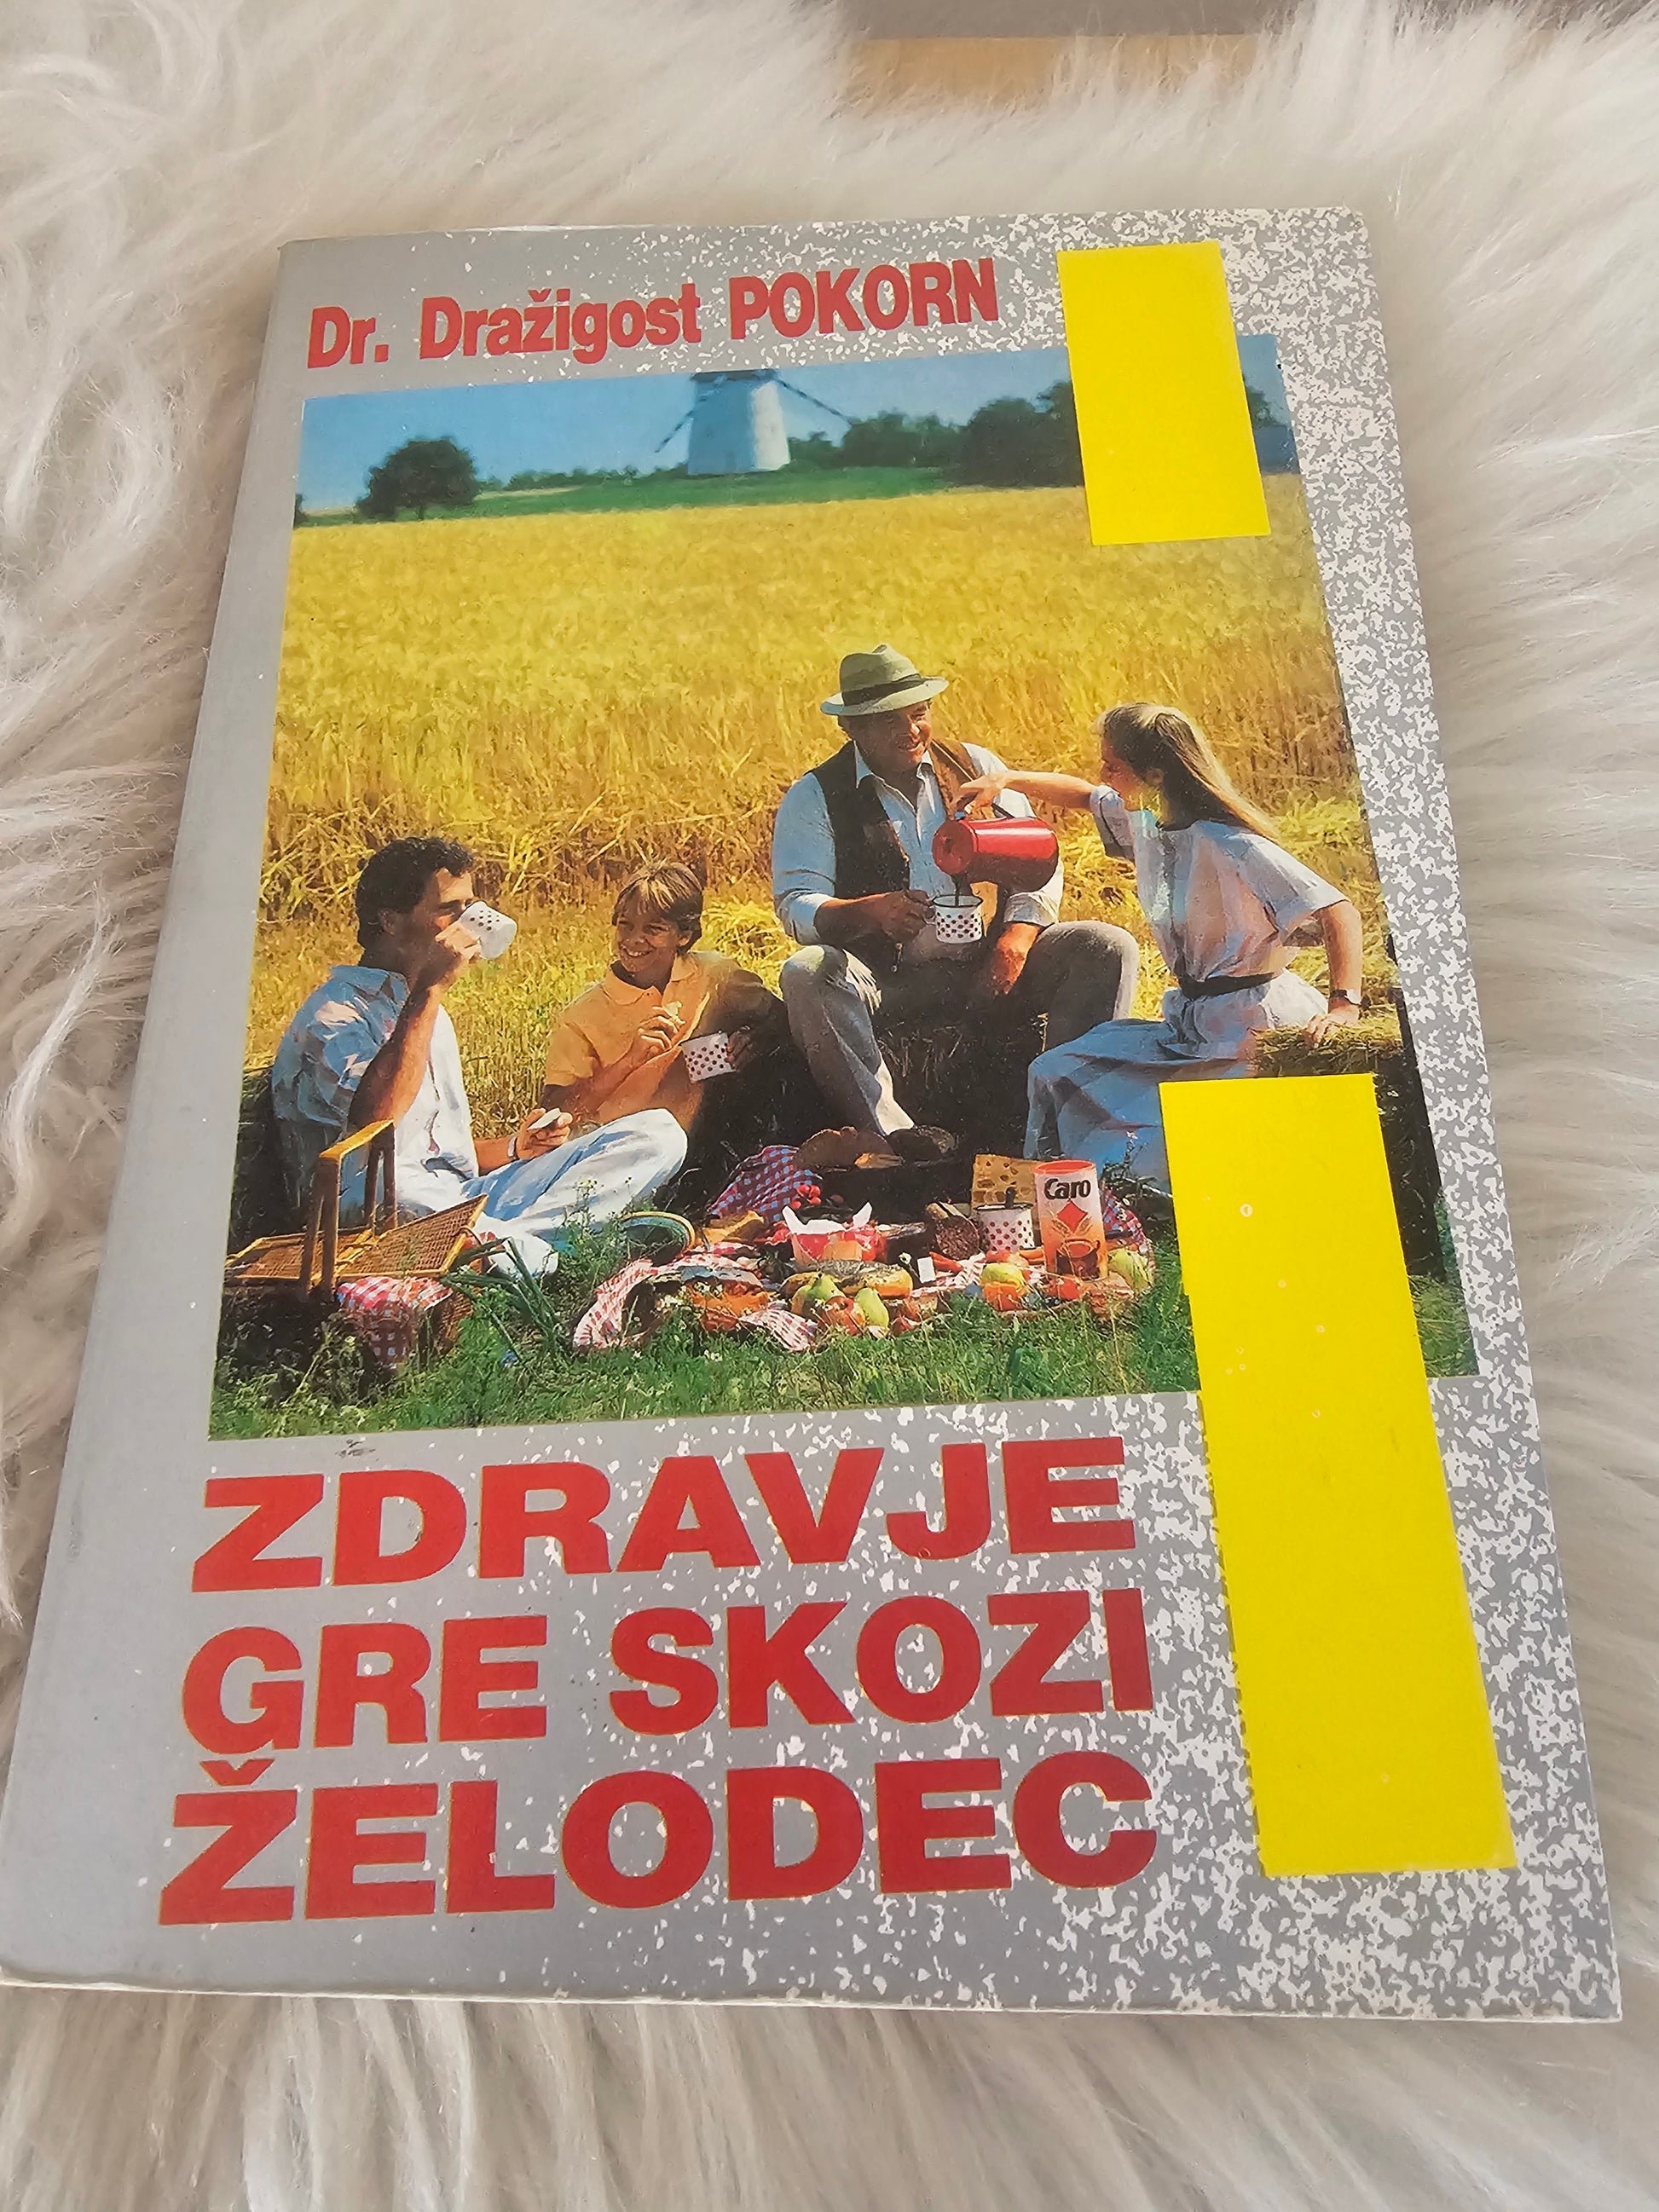 Dr. Dražigost POKORN
Caro
ZDRAVJE
GRE SKOZI
ŽELODEC